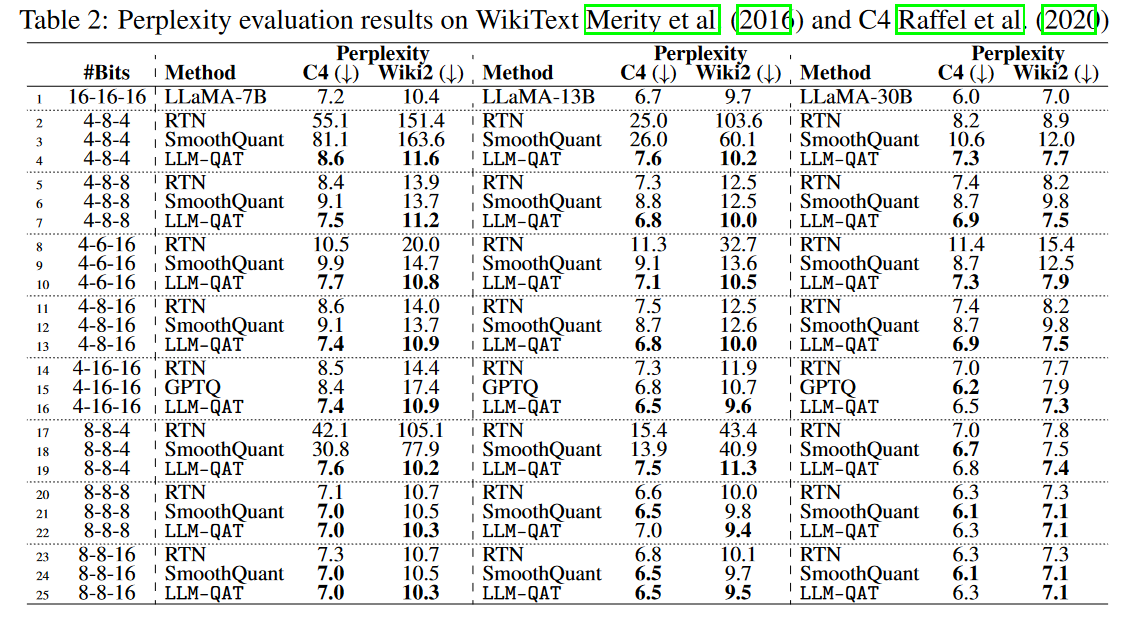 Table 2: Perplexity evaluation results on WikiText Merity et al. (2016) and C4 Raffel et al. (2020)
Perplexity Perplexity Perplexity
#Bits Method C4 (↓) Wiki2 (↓) Method C4 (↓) Wiki2 (↓) Method C4 (↓) Wiki2 (↓)
1 16-16-16 LLaMA-7B 7.2 10.4 LLaMA-13B 6.7 9.7 LLaMA-30B 6.0 7.0
2 4-8-4 RTN 55.1 151.4 RTN 25.0 103.6 RTN 8.2 8.9
3 4-8-4 SmoothQuant 81.1 163.6 SmoothQuant 26.0 60.1 SmoothQuant 10.6 12.0
4 4-8-4 LLM-QAT 8.6 11.6 LLM-QAT 7.6 10.2 LLM-QAT 7.3 7.7
5 4-8-8 RTN 8.4 13.9 RTN 7.3 12.5 RTN 7.4 8.2
6 4-8-8 SmoothQuant 9.1 13.7 SmoothQuant 8.8 12.5 SmoothQuant 8.7 9.8
7 4-8-8 LLM-QAT 7.5 11.2 LLM-QAT 6.8 10.0 LLM-QAT 6.9 7.5
8 4-6-16 RTN 10.5 20.0 RTN 11.3 32.7 RTN 11.4 15.4
9 4-6-16 SmoothQuant 9.9 14.7 SmoothQuant 9.1 13.6 SmoothQuant 8.7 12.5
10 4-6-16 LLM-QAT 7.7 10.8 LLM-QAT 7.1 10.5 LLM-QAT 7.3 7.9
11 4-8-16 RTN 8.6 14.0 RTN 7.5 12.5 RTN 7.4 8.2
12 4-8-16 SmoothQuant 9.1 13.7 SmoothQuant 8.7 12.6 SmoothQuant 8.7 9.8
13 4-8-16 LLM-QAT 7.4 10.9 LLM-QAT 6.8 10.0 LLM-QAT 6.9 7.5
14 4-16-16 RTN 8.5 14.4 RTN 7.3 11.9 RTN 7.0 7.7
15 4-16-16 GPTQ 8.4 17.4 GPTQ 6.8 10.7 GPTQ 6.2 7.9
16 4-16-16 LLM-QAT 7.4 10.9 LLM-QAT 6.5 9.6 LLM-QAT 6.5 7.3
17 8-8-4 RTN 42.1 105.1 RTN 15.4 43.4 RTN 7.0 7.8
18 8-8-4 SmoothQuant 30.8 77.9 SmoothQuant 13.9 40.9 SmoothQuant 6.7 7.5
19 8-8-4 LLM-QAT 7.6 10.2 LLM-QAT 7.5 11.3 LLM-QAT 6.8 7.4
20 8-8-8 RTN 7.1 10.7 RTN 6.6 10.0 RTN 6.3 7.3
21 8-8-8 SmoothQuant 7.0 10.5 SmoothQuant 6.5 9.8 SmoothQuant 6.1 7.1
22 8-8-8 LLM-QAT 7.0 10.3 LLM-QAT 7.0 9.4 LLM-QAT 6.3 7.1
23 8-8-16 RTN 7.3 10.7 RTN 6.8 10.1 RTN 6.3 7.3
24 8-8-16 SmoothQuant 7.0 10.5 SmoothQuant 6.5 9.7 SmoothQuant 6.1 7.1
25 8-8-16 LLM-QAT 7.0 10.3 LLM-QAT 6.5 9.5 LLM-QAT 6.3 7.1